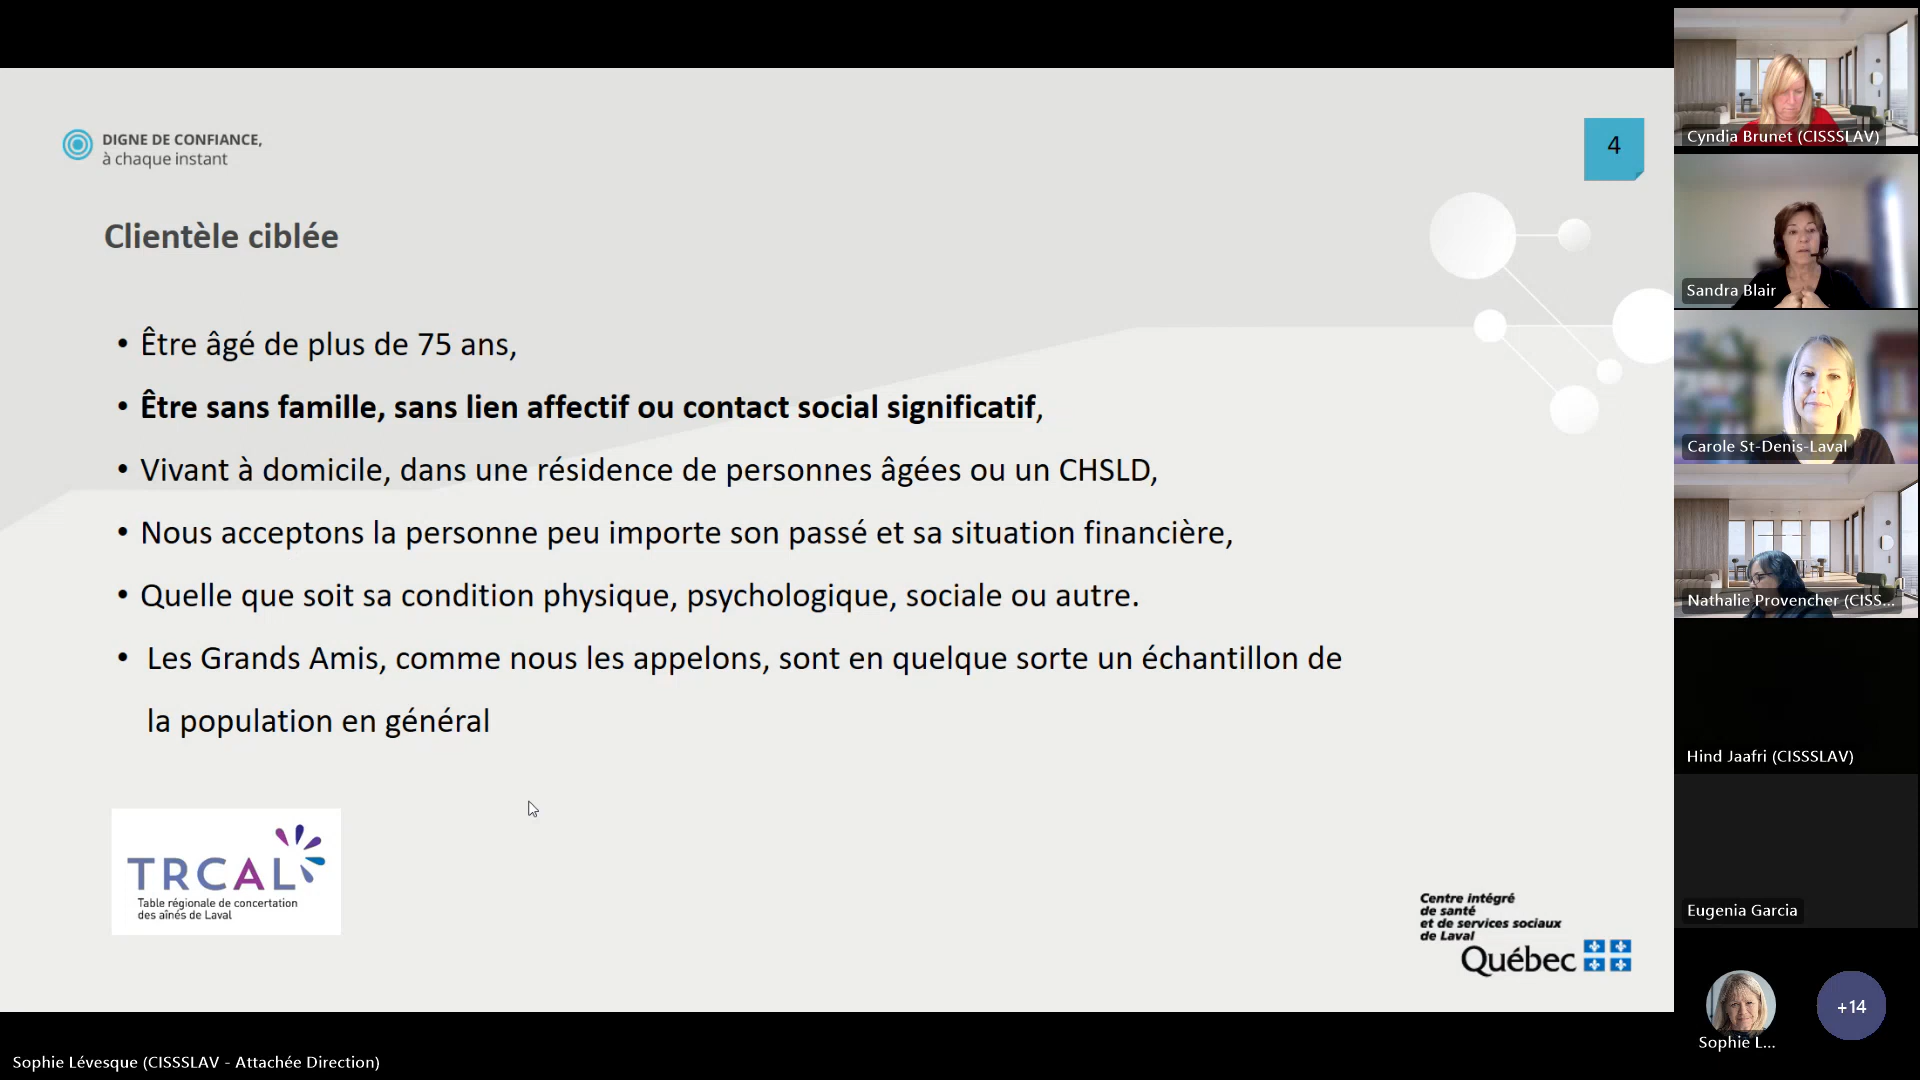 DIGNE DE CONFIANCE,
à chaque instant
4
Clientèle ciblée
• Être âgé de plus de 75 ans,
• Être sans famille, sans lien affectif ou contact social significatif,
• Vivant à domicile, dans une résidence de personnes âgées ou un CHSLD,
• Nous acceptons la personne peu importe son passé et sa situation financière,
• Quelle que soit sa condition physique, psychologique, sociale ou autre.
• Les Grands Amis, comme nous les appelons, sont en quelque sorte un échantillon de
la population en général
TRCAL
Table régionale de concertation
des aînés de Laval
Centre intégré
de santé
et de services sociaux
de Laval
Québec
Cyndia Brunet (CISSSLAV)
Sandra Blair
Carole St-Denis-Laval
Nathalie Provencher (CISS...
Hind Jaafri (CISSSLAV)
Eugenia Garcia
Sophie L...
+14
Sophie Lévesque (CISSSLAV - Attachée Direction)